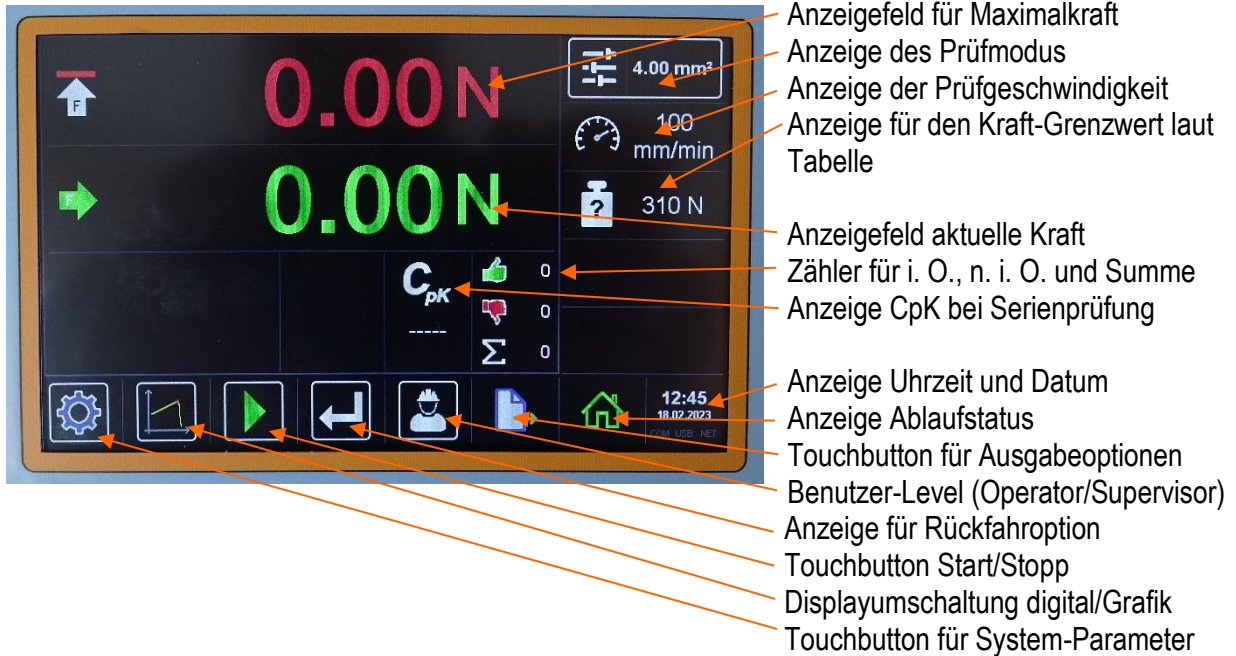 Anzeigefeld für Maximalkraft
Anzeige des Prüfmodus
Anzeige der Prüfgeschwindigkeit
Anzeige für den Kraft-Grenzwert laut
Tabelle
Anzeigefeld aktuelle Kraft
Zähler für i. O., n. i. O. und Summe
Anzeige CpK bei Serienprüfung
Anzeige Uhrzeit und Datum
Anzeige Ablaufstatus
Touchbutton für Ausgabeoptionen
Benutzer-Level (Operator/Supervisor)
Anzeige für Rückfahroption
Touchbutton Start/Stopp
Displayumschaltung digital/Grafik
Touchbutton für System-Parameter
F
0.00 N
4.00 mm²
100
mm/min
F
0.00 N
?
310 N
CpK
-----
0
0
Σ 0
12:45
18.02.2023
COM USB NET